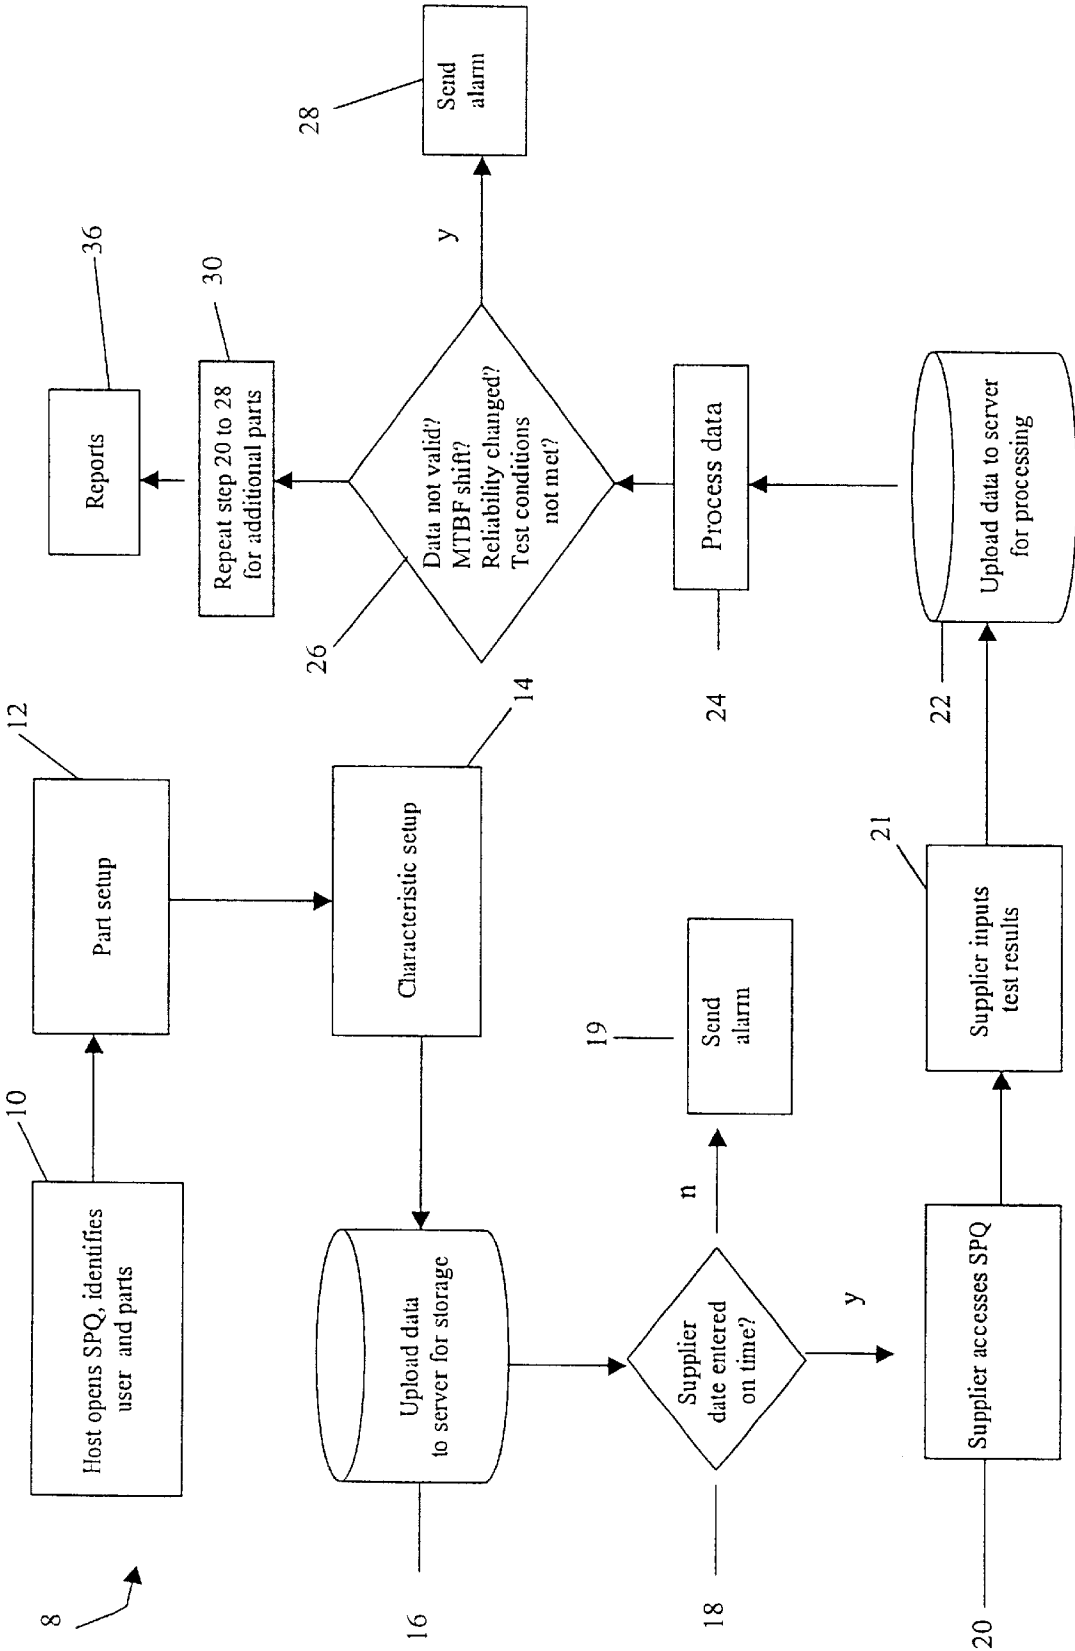 8
10
Host opens SPQ, identifies
user and parts
12
Part setup
14
Characteristic setup
16
Upload data
to server for storage
18
Supplier
date entered
on time?
n
19
Send
alarm
y
20
Supplier accesses SPQ
21
Supplier inputs
test results
22
Upload data to server
for processing
24
Process data
26
Data not valid?
MTBF shift?
Reliability changed?
Test conditions
not met?
y
28
Send
alarm
30
Repeat step 20 to 28
for additional parts
36
Reports